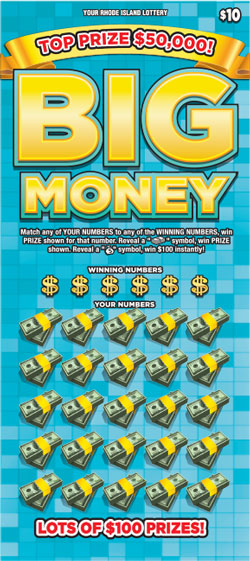 YOUR RHODE ISLAND LOTTERY
$10
TOP PRIZE $50,000!
BIG
MONEY
Match any of YOUR NUMBERS to any of the WINNING NUMBERS, win
PRIZE shown for that number. Reveal a " " symbol, win PRIZE
shown. Reveal a " " symbol, win $100 instantly!
WINNING NUMBERS
$ $ $ $ $ $
YOUR NUMBERS
LOTS OF $100 PRIZES!